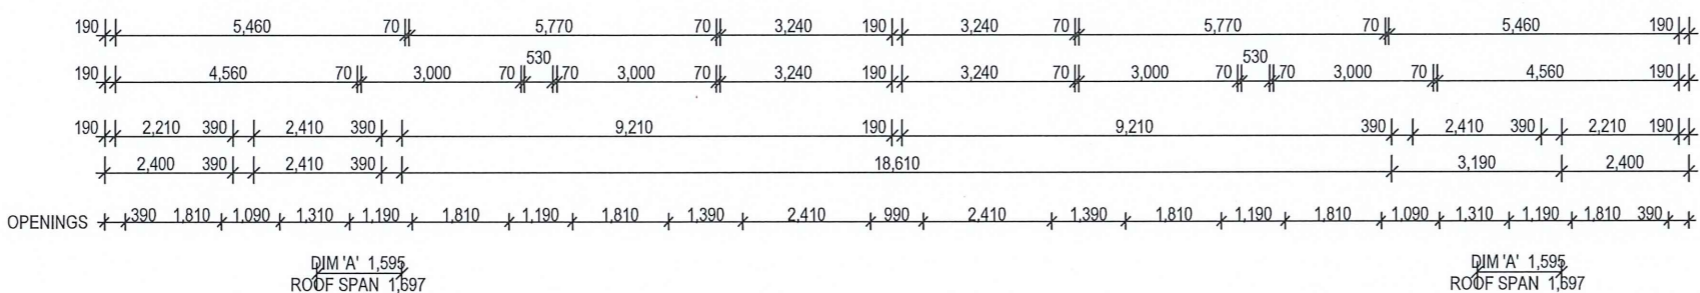 190 5,460 70 5,770 70 3,240 190 3,240 70 5,770 70 5,460 190
530 530
190 4,560 70 3,000 70 70 3,000 70 3,240 190 3,240 70 3,000 70 70 3,000 70 4,560 190
190 2,210 390 2,410 390 9,210 190 9,210 390 2,410 390 2,210 190
2,400 390 2,410 390 18,610 3,190 2,400
OPENINGS 390 1,810 1,090 1,310 1,190 1,810 1,190 1,810 1,390 2,410 990 2,410 1,390 1,810 1,190 1,810 1,090 1,310 1,190 1,810 390
DIM 'A' 1,595 DIM 'A' 1,595
ROOF SPAN 1,697 ROOF SPAN 1,697